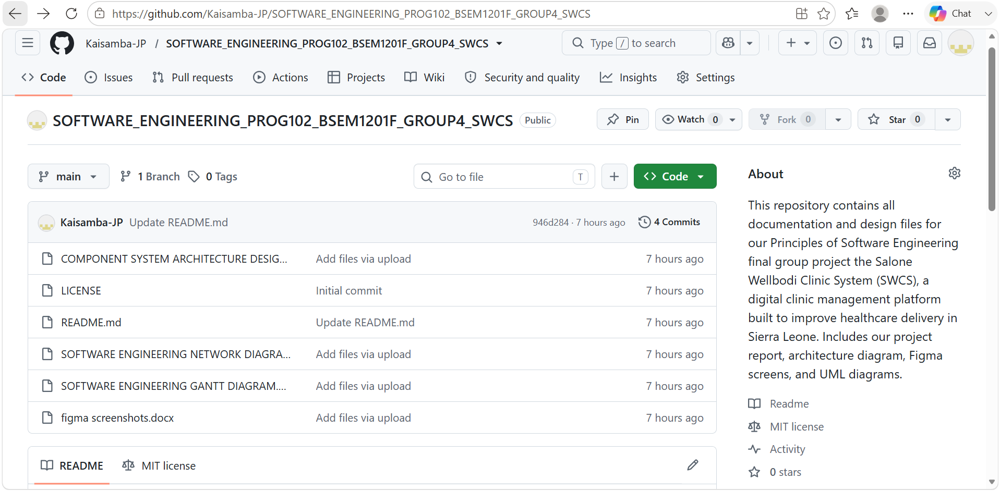 https://github.com/Kaisamba-JP/SOFTWARE_ENGINEERING_PROG102_BSEM1201F_GROUP4_SWCS
Chat
Kaisamba-JP / SOFTWARE_ENGINEERING_PROG102_BSEM1201F_GROUP4_SWCS
Type / to search
Code Issues Pull requests Actions Projects Wiki Security and quality Insights Settings
SOFTWARE_ENGINEERING_PROG102_BSEM1201F_GROUP4_SWCS Public
Pin Watch 0 Fork 0 Star 0
main 1 Branch 0 Tags
Go to file T
Code
Kaisamba-JP Update README.md 946d284 · 7 hours ago 4 Commits
COMPONENT SYSTEM ARCHITECTURE DESIG... Add files via upload 7 hours ago
LICENSE Initial commit 7 hours ago
README.md Update README.md 7 hours ago
SOFTWARE ENGINEERING NETWORK DIAGRA... Add files via upload 7 hours ago
SOFTWARE ENGINEERING GANTT DIAGRAM.... Add files via upload 7 hours ago
figma screenshots.docx Add files via upload 7 hours ago
README MIT license
About
This repository contains all
documentation and design files for
our Principles of Software Engineering
final group project the Salone
Wellbodi Clinic System (SWCS), a
digital clinic management platform
built to improve healthcare delivery in
Sierra Leone. Includes our project
report, architecture diagram, Figma
screens, and UML diagrams.
Readme
MIT license
Activity
0 stars